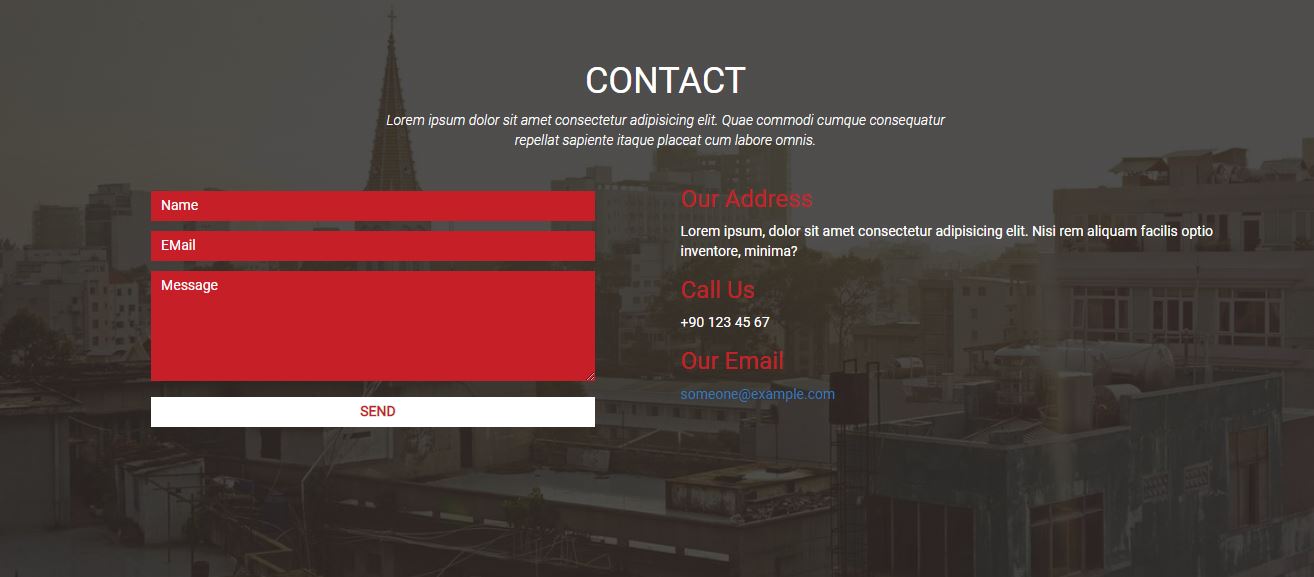 CONTACT
Lorem ipsum dolor sit amet consectetur adipisicing elit. Quae commodi cumque consequatur
repellat sapiente itaque placeat cum labore omnis.
Name
EMail
Message
SEND
Our Address
Lorem ipsum, dolor sit amet consectetur adipisicing elit. Nisi rem aliquam facilis optio
inventore, minima?
Call Us
+90 123 45 67
Our Email
someone@example.com